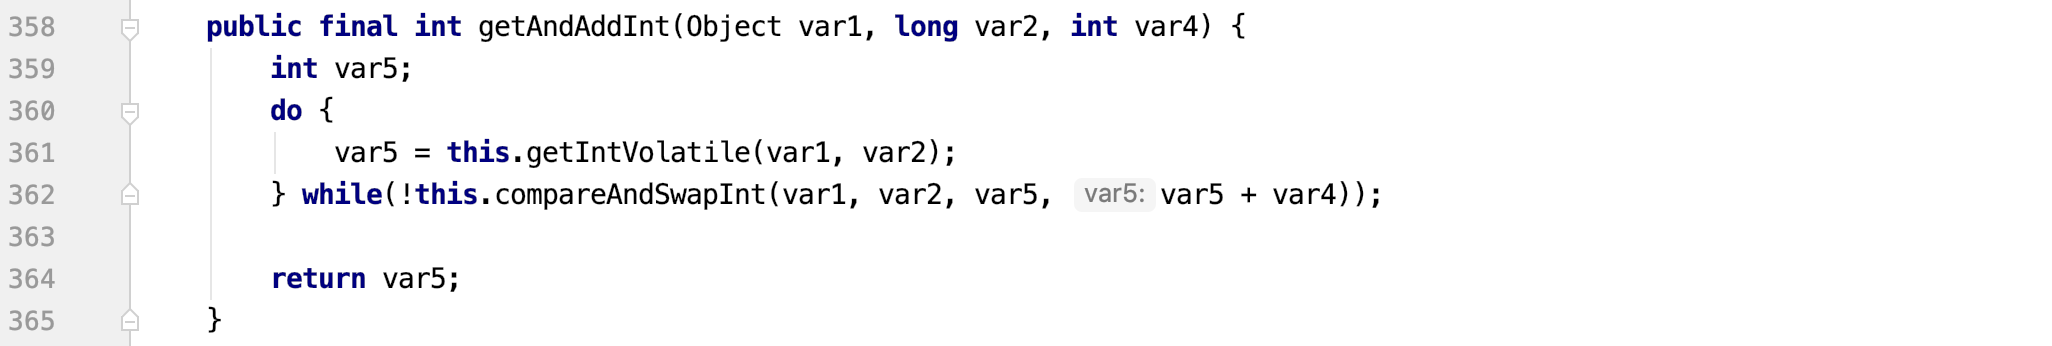 358 public final int getAndAddInt(Object var1, long var2, int var4) {
359 int var5;
360 do {
361 var5 = this.getIntVolatile(var1, var2);
362 } while(!this.compareAndSwapInt(var1, var2, var5, var5: var5 + var4));
363
364 return var5;
365 }